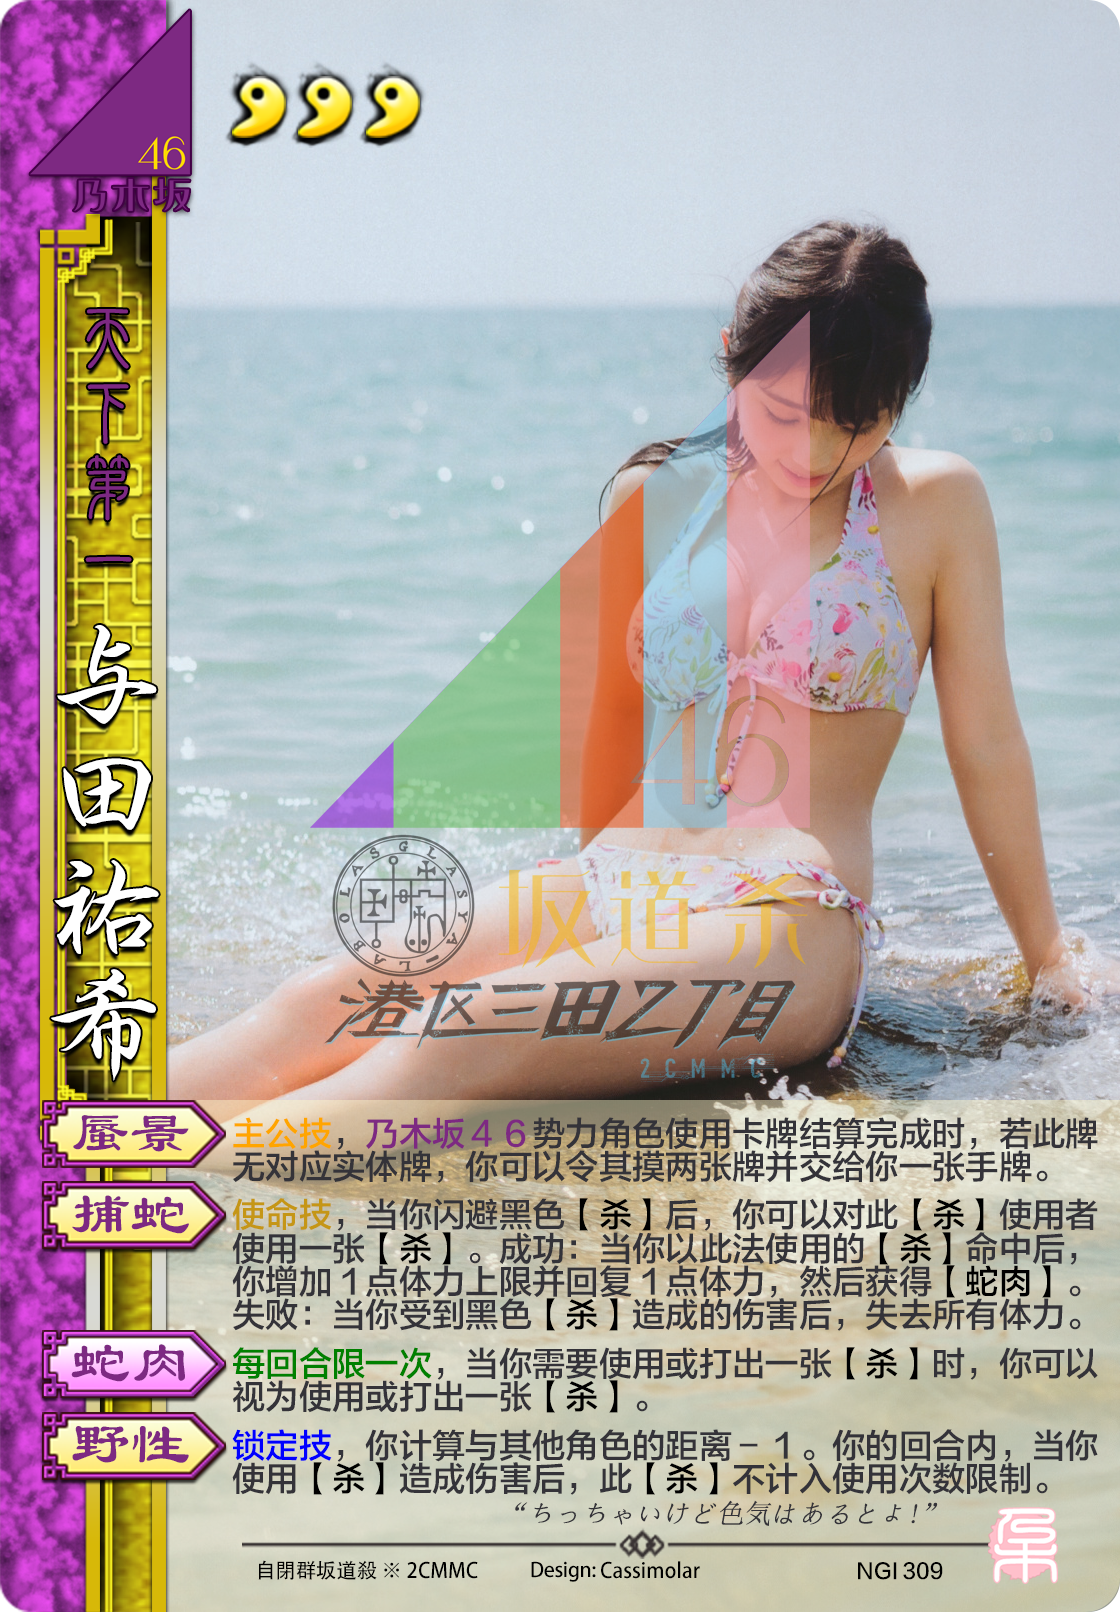 46
乃木坂
天下第一
与田祐希
46
GLASYA-LABOLAS
坂道杀
港区三田2丁目
2CMMC
蜃景
主公技，乃木坂４６势力角色使用卡牌结算完成时，若此牌
无对应实体牌，你可以令其摸两张牌并交给你一张手牌。
捕蛇
使命技，当你闪避黑色【杀】后，你可以对此【杀】使用者
使用一张【杀】。成功：当你以此法使用的【杀】命中后，
你增加１点体力上限并回复１点体力，然后获得【蛇肉】。
失败：当你受到黑色【杀】造成的伤害后，失去所有体力。
蛇肉
每回合限一次，当你需要使用或打出一张【杀】时，你可以
视为使用或打出一张【杀】。
野性
锁定技，你计算与其他角色的距离－１。你的回合内，当你
使用【杀】造成伤害后，此【杀】不计入使用次数限制。
“ちっちゃいけど色気はあるとよ！”
自閉群坂道殺 ※ 2CMMC
Design: Cassimolar
NGI 309